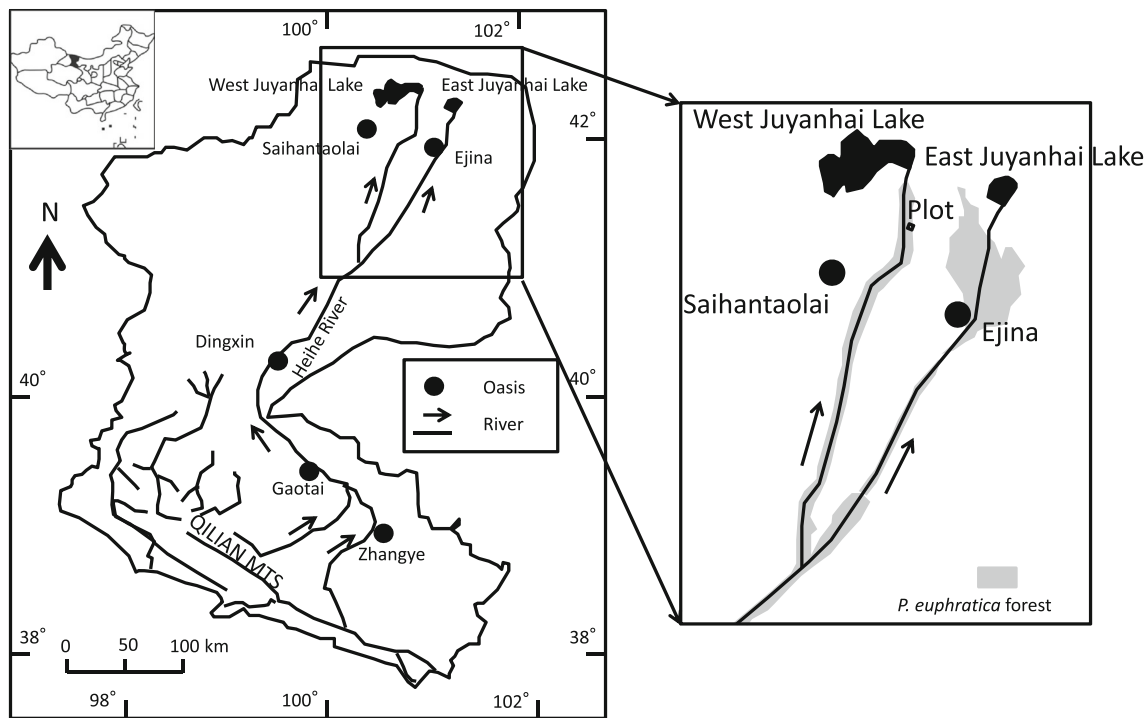 100°
102°
West Juyanhai Lake
East Juyanhai Lake
42°
Saihantaolai
Ejina
N
Heihe River
Dingxin
40°
40°
Oasis
River
Gaotai
QILIAN MTS
Zhangye
0 50 100 km
38°
38°
98°
100°
102°
West Juyanhai Lake
East Juyanhai Lake
Plot
Saihantaolai
Ejina
P. euphratica forest